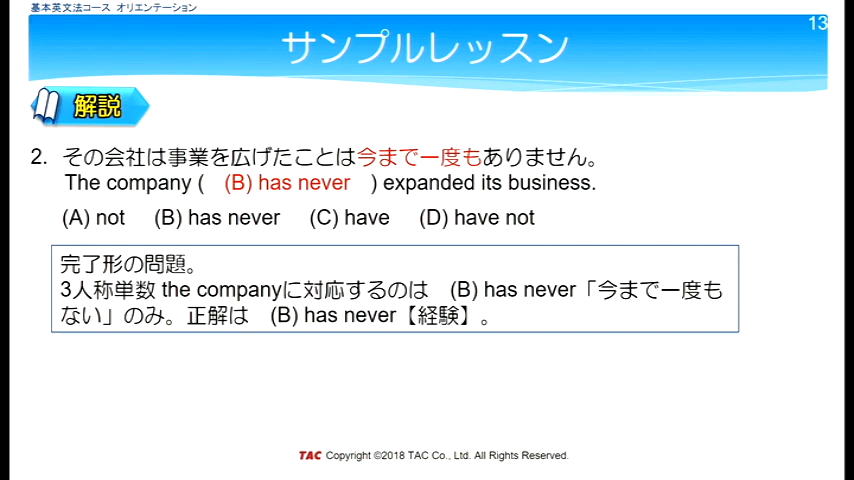 基本英文法コース オリエンテーション
13
サンプルレッスン
解説
2. その会社は事業を広げたことは今まで一度もありません。
The company ( (B) has never ) expanded its business.
(A) not (B) has never (C) have (D) have not
完了形の問題。
3人称単数 the companyに対応するのは (B) has never「今まで一度も
ない」のみ。正解は (B) has never【経験】。
TAC Copyright ©2018 TAC Co., Ltd. All Rights Reserved.